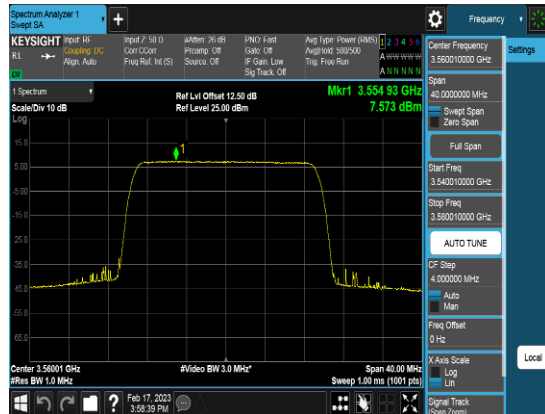 Spectrum Analyzer 1
Swept SA
+
Frequency
KEYSIGHT
RL
Input: RF
Coupling: DC
Align: Auto
Input Z: 50 Ω
Corr CCorr
Freq Ref: Int (S)
#Atten: 26 dB
Preamp: Off
Source: Off
PNO: Fast
Gate: Off
IF Gain: Low
Sig Track: Off
Avg Type: Power (RMS)
Avg|Hold: 500/500
Trig: Free Run
1 2 3 4 5 6
A W W W W W
A N N N N N
1 Spectrum
Scale/Div 10 dB
Log
Ref Lvl Offset 12.50 dB
Ref Level 25.00 dBm
Mkr1 3.554 93 GHz
7.573 dBm
15.0
5.00
-5.00
-15.0
-25.0
-35.0
-45.0
-55.0
-65.0
1
Center 3.56001 GHz
#Res BW 1.0 MHz
#Video BW 3.0 MHz*
Span 40.00 MHz
Sweep 1.00 ms (1001 pts)
Feb 17, 2023
3:58:39 PM
Center Frequency
3.560010000 GHz
Span
40.0000000 MHz
Swept Span
Zero Span
Full Span
Start Freq
3.540010000 GHz
Stop Freq
3.580010000 GHz
AUTO TUNE
CF Step
4.000000 MHz
Auto
Man
Freq Offset
0 Hz
X Axis Scale
Log
Lin
Signal Track
(Span Zoom)
Settings
Local